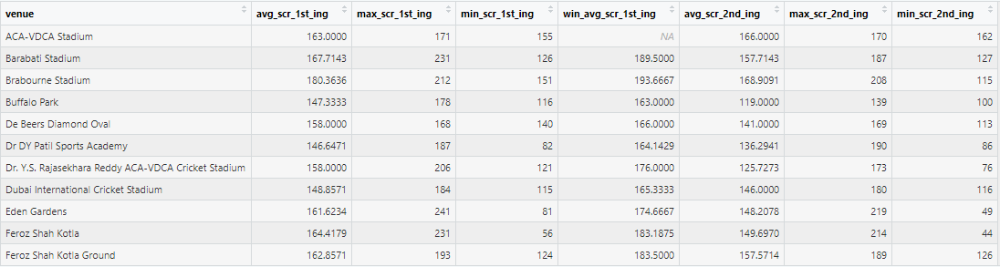 venue avg_scr_1st_ing max_scr_1st_ing min_scr_1st_ing win_avg_scr_1st_ing avg_scr_2nd_ing max_scr_2nd_ing min_scr_2nd_ing
ACA-VDCA Stadium 163.0000 171 155 NA 166.0000 170 162
Barabati Stadium 167.7143 231 126 189.5000 157.7143 187 127
Brabourne Stadium 180.3636 212 151 193.6667 168.9091 208 115
Buffalo Park 147.3333 178 116 163.0000 119.0000 139 100
De Beers Diamond Oval 158.0000 168 140 166.0000 141.0000 169 113
Dr DY Patil Sports Academy 146.6471 187 82 164.1429 136.2941 190 86
Dr. Y.S. Rajasekhara Reddy ACA-VDCA Cricket Stadium 158.0000 206 121 176.0000 125.7273 173 76
Dubai International Cricket Stadium 148.8571 184 115 165.3333 146.0000 180 116
Eden Gardens 161.6234 241 81 174.6667 148.2078 219 49
Feroz Shah Kotla 164.4179 231 56 183.1875 149.6970 214 44
Feroz Shah Kotla Ground 162.8571 193 124 183.5000 157.5714 189 126